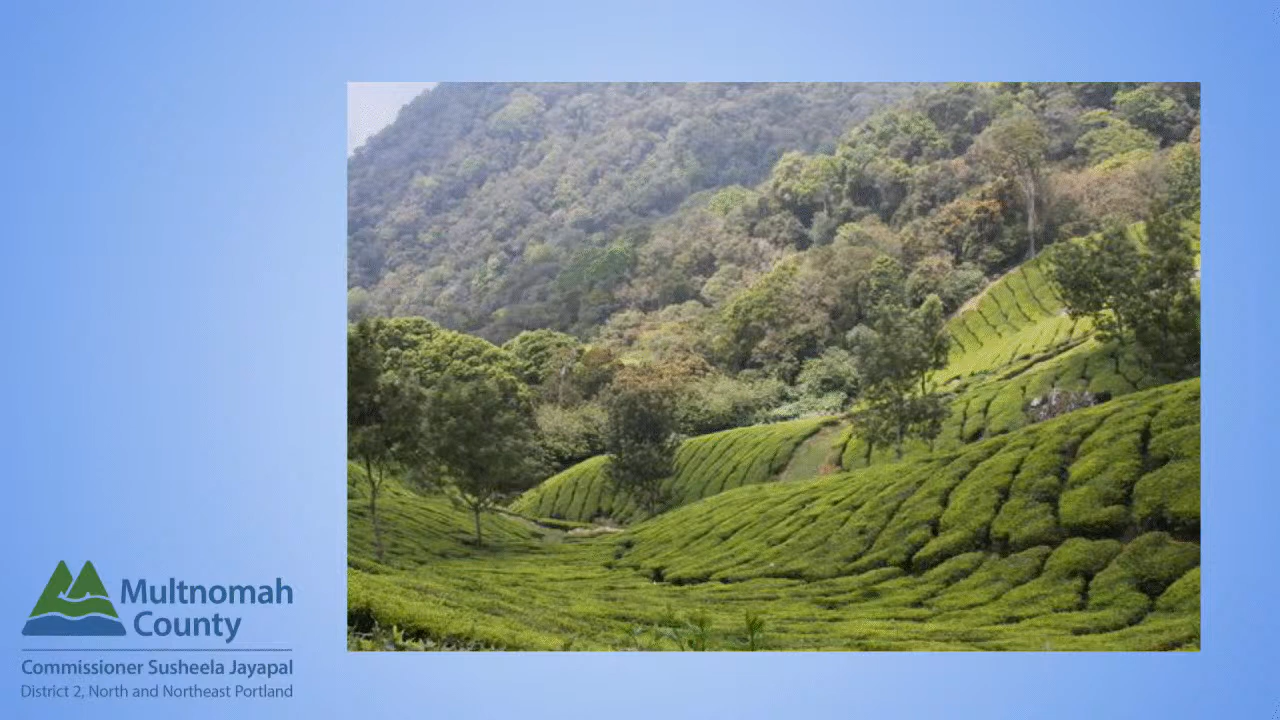 Multnomah
County
Commissioner Susheela Jayapal
District 2, North and Northeast Portland